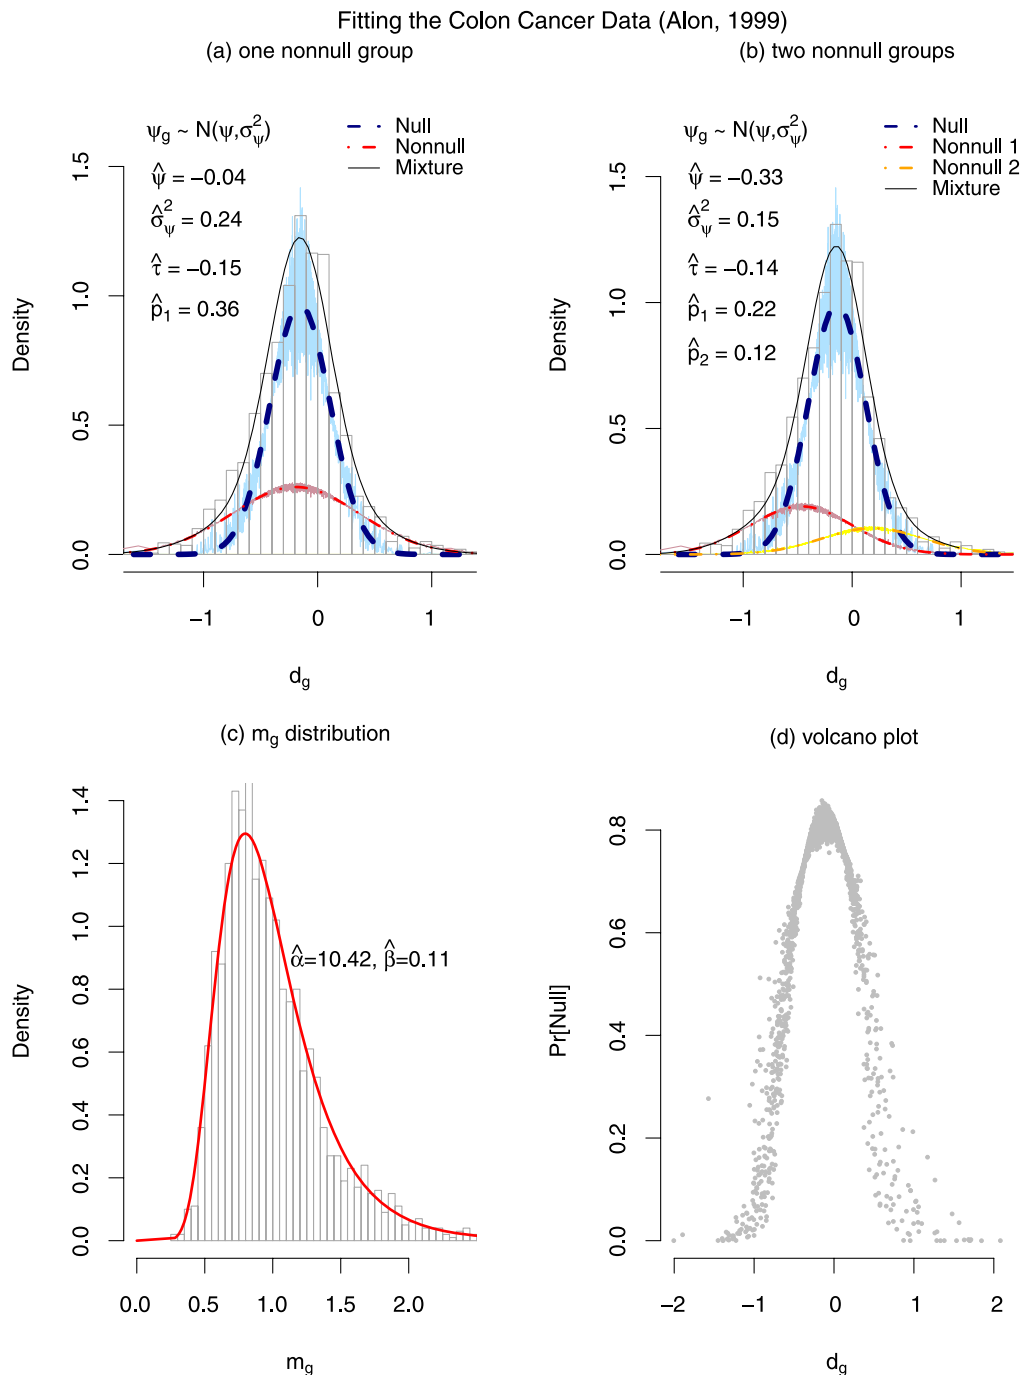 Fitting the Colon Cancer Data (Alon, 1999)
(a) one nonnull group
ψg ~ N(ψ,σ²ψ)
ψ̂ = −0.04
σ̂²ψ = 0.24
τ̂ = −0.15
p̂1 = 0.36
Null
Nonnull
Mixture
Density
0.0 0.5 1.0 1.5
−1 0 1
dg
(b) two nonnull groups
ψg ~ N(ψ,σ²ψ)
ψ̂ = −0.33
σ̂²ψ = 0.15
τ̂ = −0.14
p̂1 = 0.22
p̂2 = 0.12
Null
Nonnull 1
Nonnull 2
Mixture
Density
0.0 0.5 1.0 1.5
−1 0 1
dg
(c) mg distribution
α̂=10.42, β̂=0.11
Density
0.0 0.2 0.4 0.6 0.8 1.0 1.2 1.4
0.0 0.5 1.0 1.5 2.0
mg
(d) volcano plot
Pr[Null]
0.0 0.2 0.4 0.6 0.8
−2 −1 0 1 2
dg